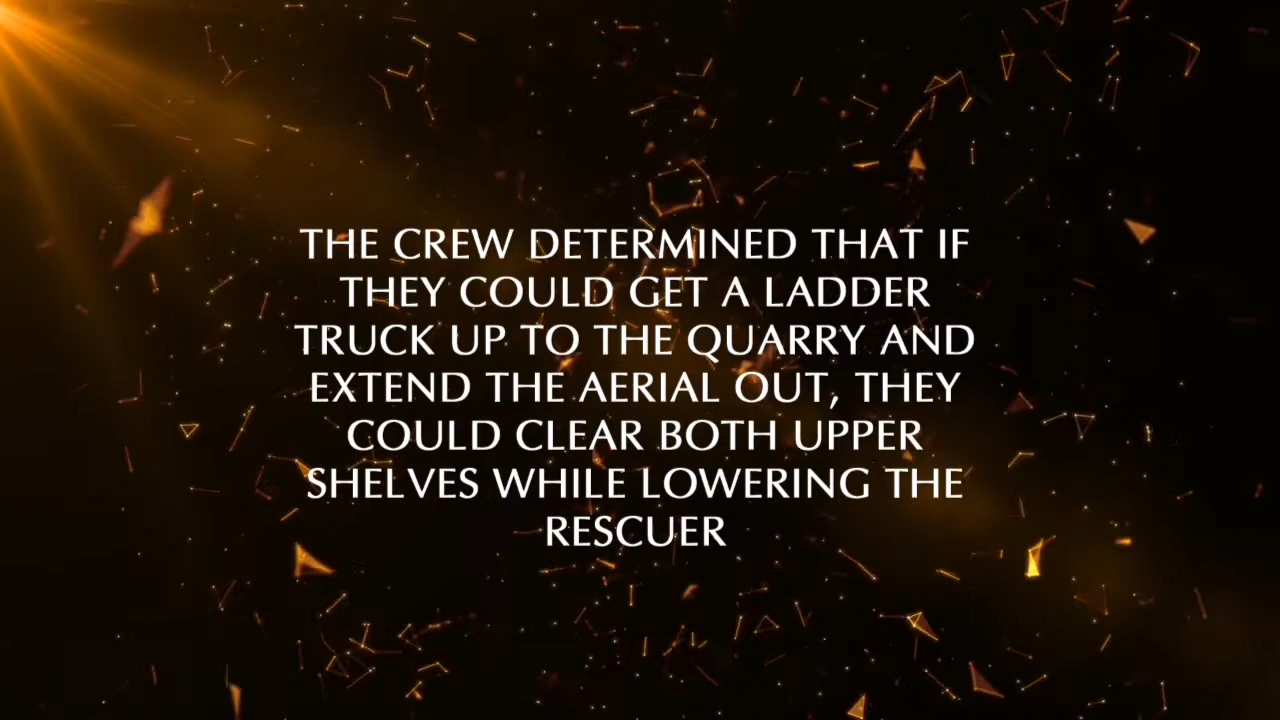 THE CREW DETERMINED THAT IF
THEY COULD GET A LADDER
TRUCK UP TO THE QUARRY AND
EXTEND THE AERIAL OUT, THEY
COULD CLEAR BOTH UPPER
SHELVES WHILE LOWERING THE
RESCUER